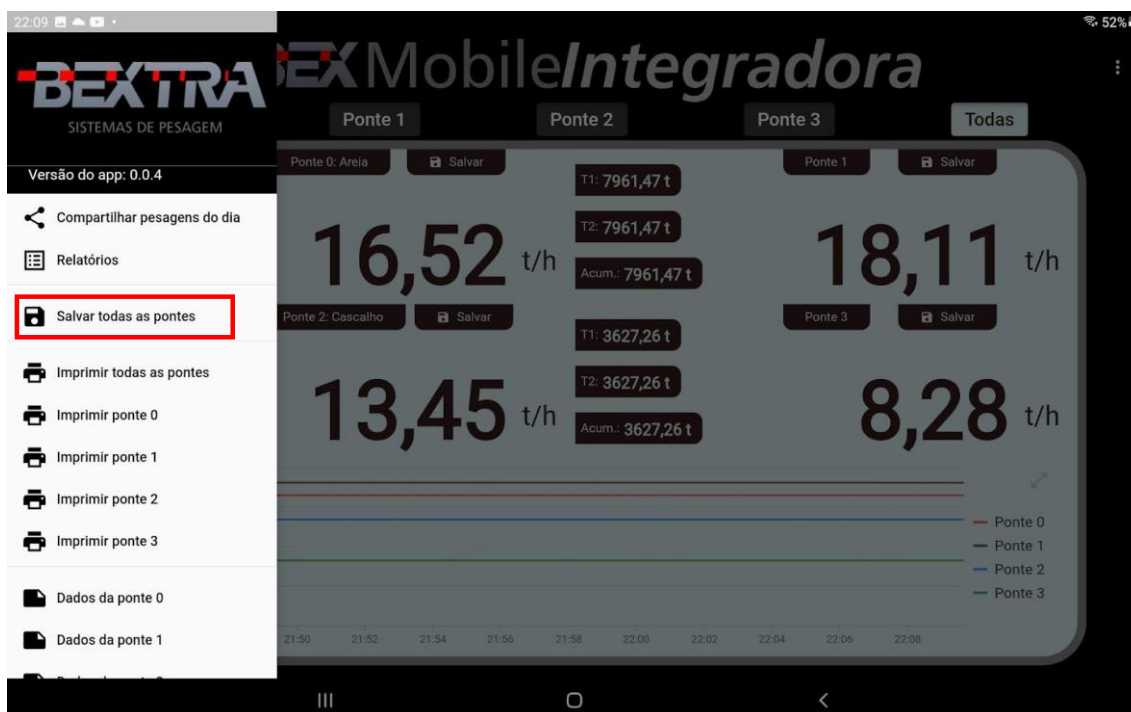 22:09
52%
BEXTRA
SISTEMAS DE PESAGEM
Versão do app: 0.0.4
Compartilhar pesagens do dia
Relatórios
Salvar todas as pontes
Imprimir todas as pontes
Imprimir ponte 0
Imprimir ponte 1
Imprimir ponte 2
Imprimir ponte 3
Dados da ponte 0
Dados da ponte 1
BEX Mobile Integradora
Ponte 1 Ponte 2 Ponte 3 Todas
Ponte 0: Areia Salvar
16,52 t/h
T1: 7961,47 t
T2: 7961,47 t
Acum.: 7961,47 t
Ponte 1 Salvar
18,11 t/h
Ponte 2: Cascalho Salvar
13,45 t/h
T1: 3627,26 t
T2: 3627,26 t
Acum.: 3627,26 t
Ponte 3 Salvar
8,28 t/h
Ponte 0
Ponte 1
Ponte 2
Ponte 3
21:50 21:52 21:54 21:56 21:58 22:00 22:02 22:04 22:06 22:08